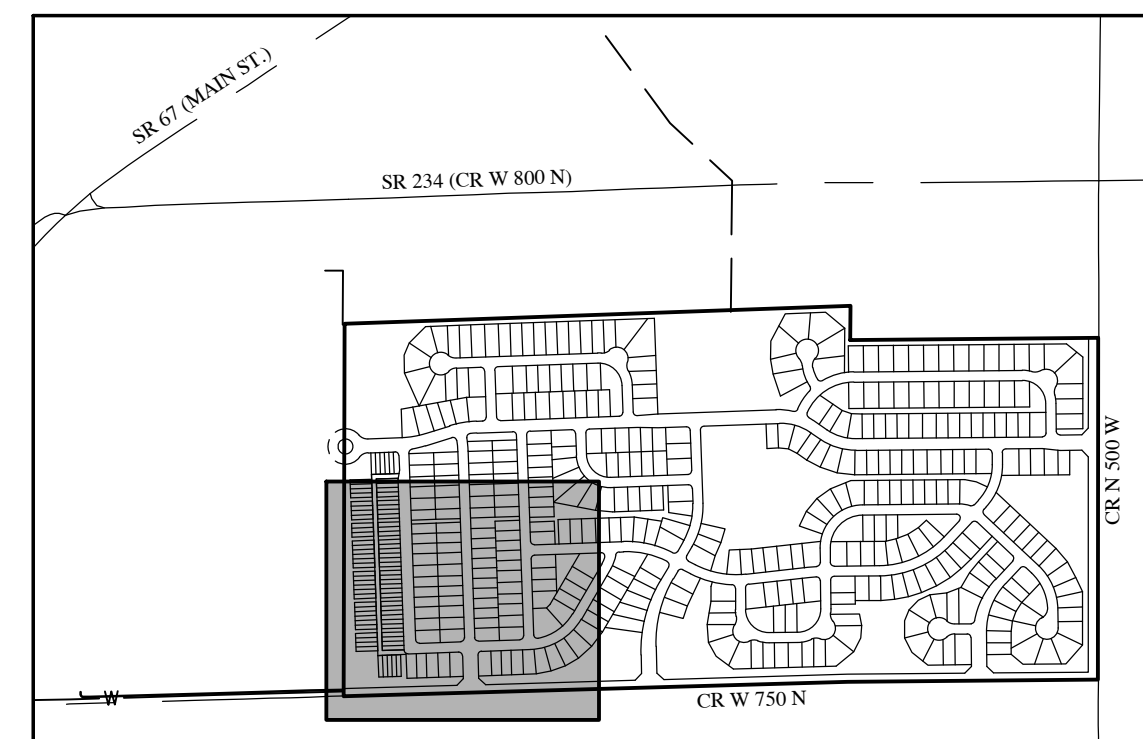 SR 67 (MAIN ST.)
SR 234 (CR W 800 N)
CR N 500 W
W
CR W 750 N